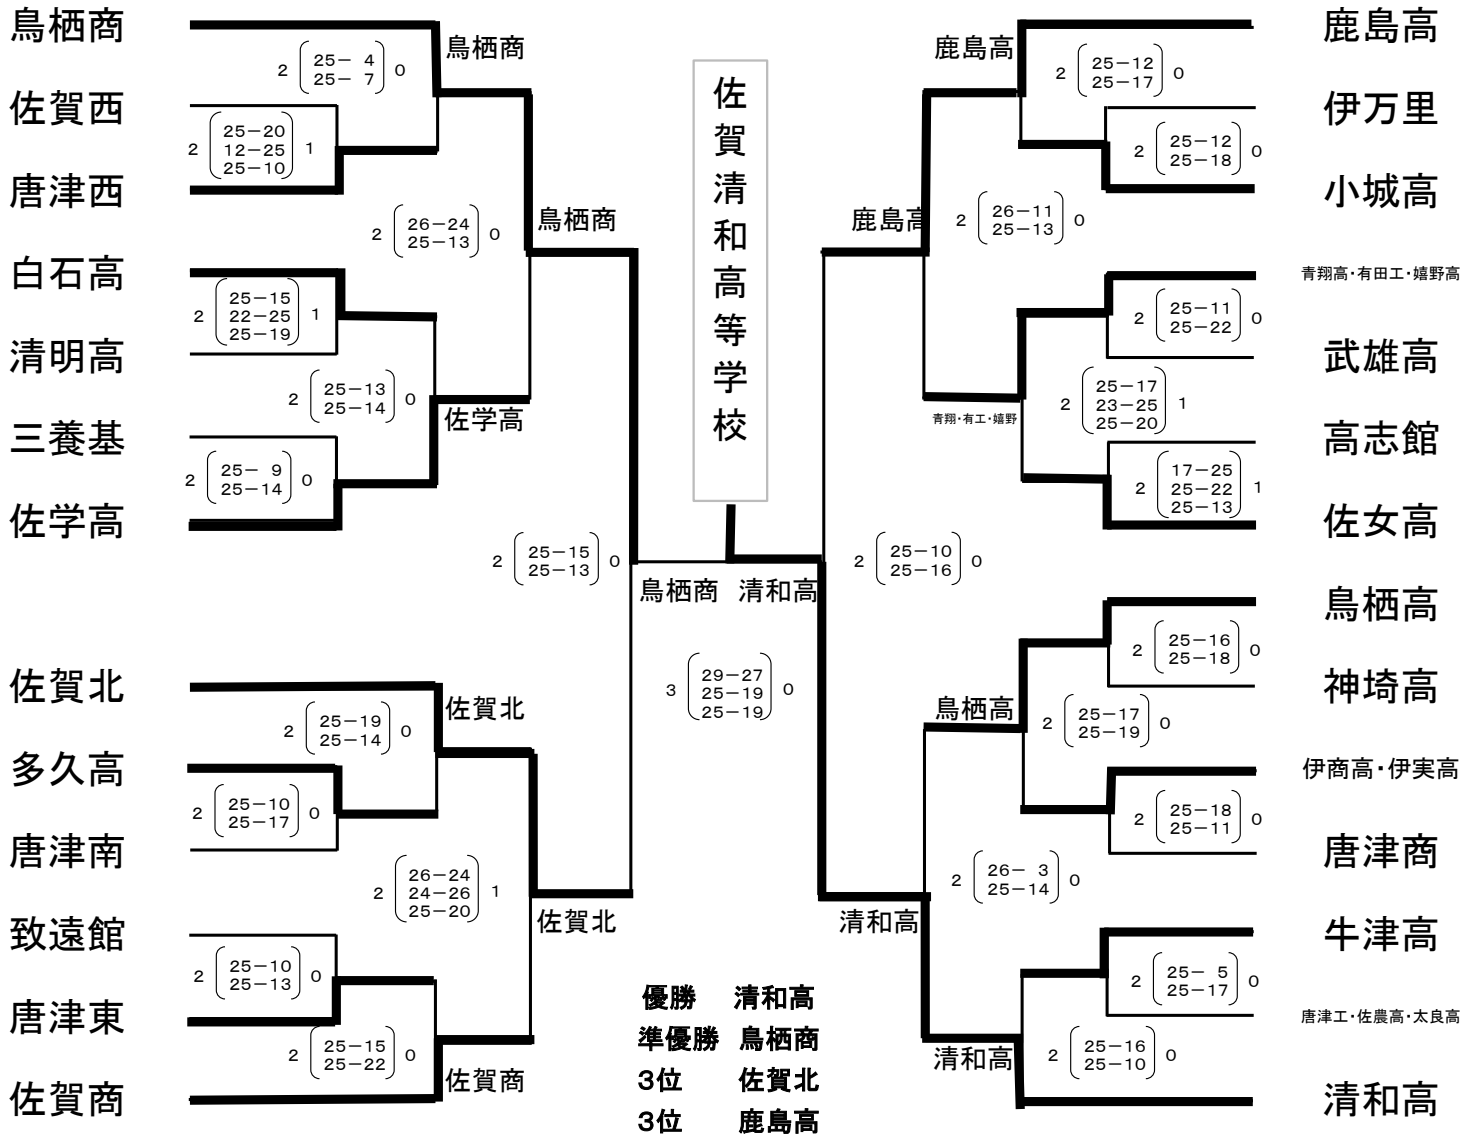 鳥栖商
佐賀西
唐津西
白石高
清明高
三養基
佐学高
佐賀北
多久高
唐津南
致遠館
唐津東
佐賀商
2 25－ 4 0
25－ 7
鳥栖商
2 25－20 1
12－25
25－10
2 26－24 0
25－13
鳥栖商
2 25－15 1
22－25
25－19
2 25－13 0
25－14
佐学高
2 25－ 9 0
25－14
2 25－15 0
25－13
2 25－19 0
25－14
佐賀北
2 25－10 0
25－17
2 26－24 1
24－26
25－20
佐賀北
2 25－10 0
25－13
2 25－15 0
25－22
佐賀商
佐賀清和高等学校
鳥栖商 清和高
3 29－27 0
25－19
25－19
優勝 清和高
準優勝 鳥栖商
3位 佐賀北
3位 鹿島高
鹿島高
2 25－12 0
25－17
2 25－12 0
25－18
鹿島高
2 26－11 0
25－13
2 25－11 0
25－22
2 25－17 1
23－25
25－20
青翔・有工・嬉野
2 17－25 1
25－22
25－13
2 25－10 0
25－16
2 25－16 0
25－18
鳥栖高
2 25－17 0
25－19
2 25－18 0
25－11
2 26－ 3 0
25－14
清和高
2 25－ 5 0
25－17
清和高
2 25－16 0
25－10
鹿島高
伊万里
小城高
青翔高・有田工・嬉野高
武雄高
高志館
佐女高
鳥栖高
神埼高
伊商高・伊実高
唐津商
牛津高
唐津工・佐農高・太良高
清和高